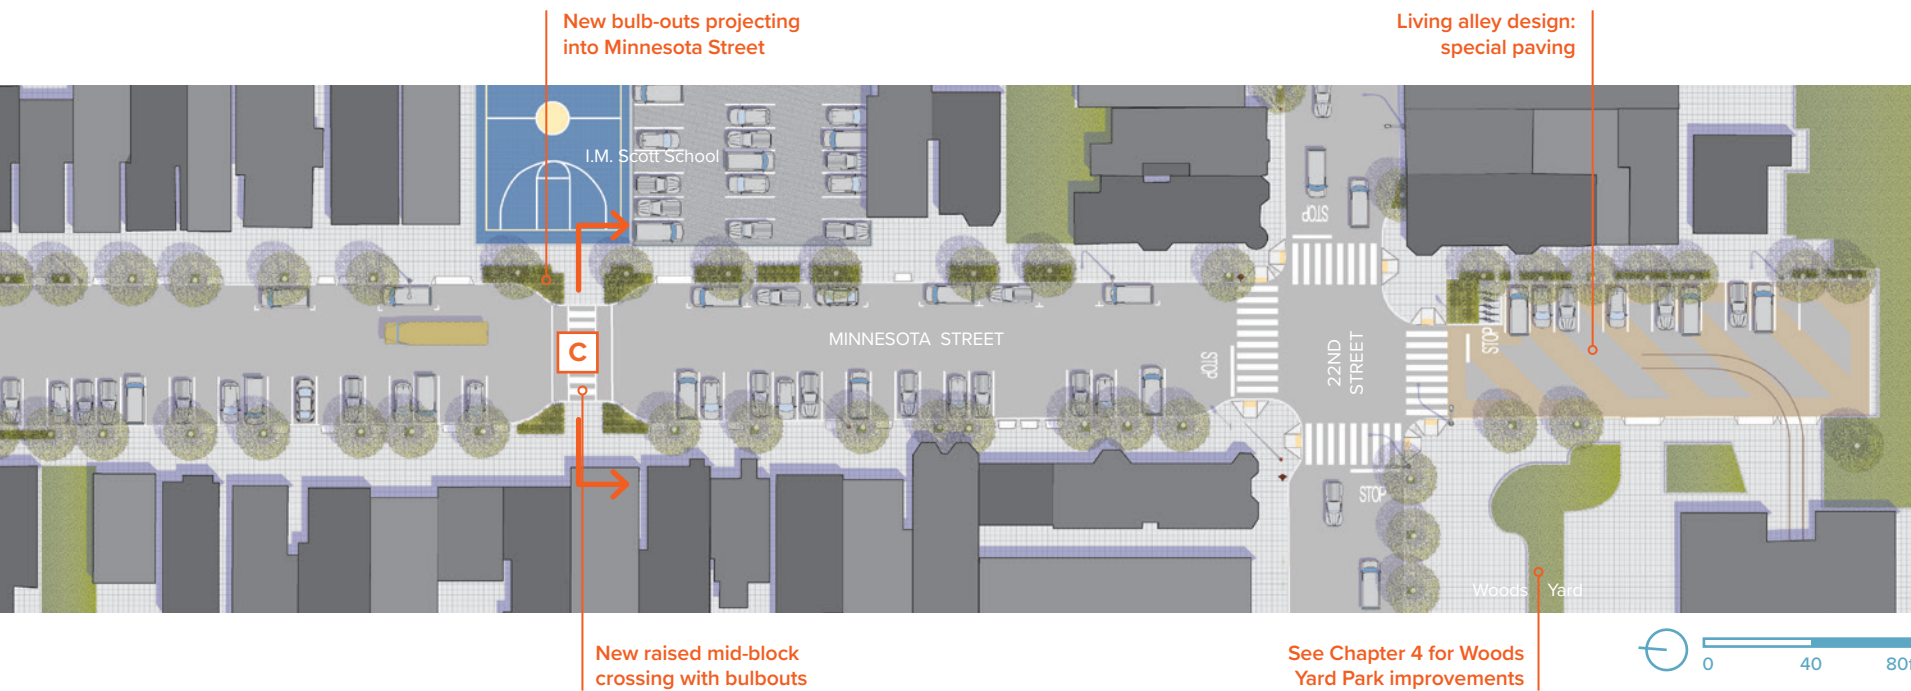 New bulb-outs projecting
into Minnesota Street
Living alley design:
special paving
I.M. Scott School
STOP
MINNESOTA STREET
STOP
22ND
STREET
STOP
STOP
Woods Yard
C
New raised mid-block
crossing with bulbouts
See Chapter 4 for Woods
Yard Park improvements
0 40 80f